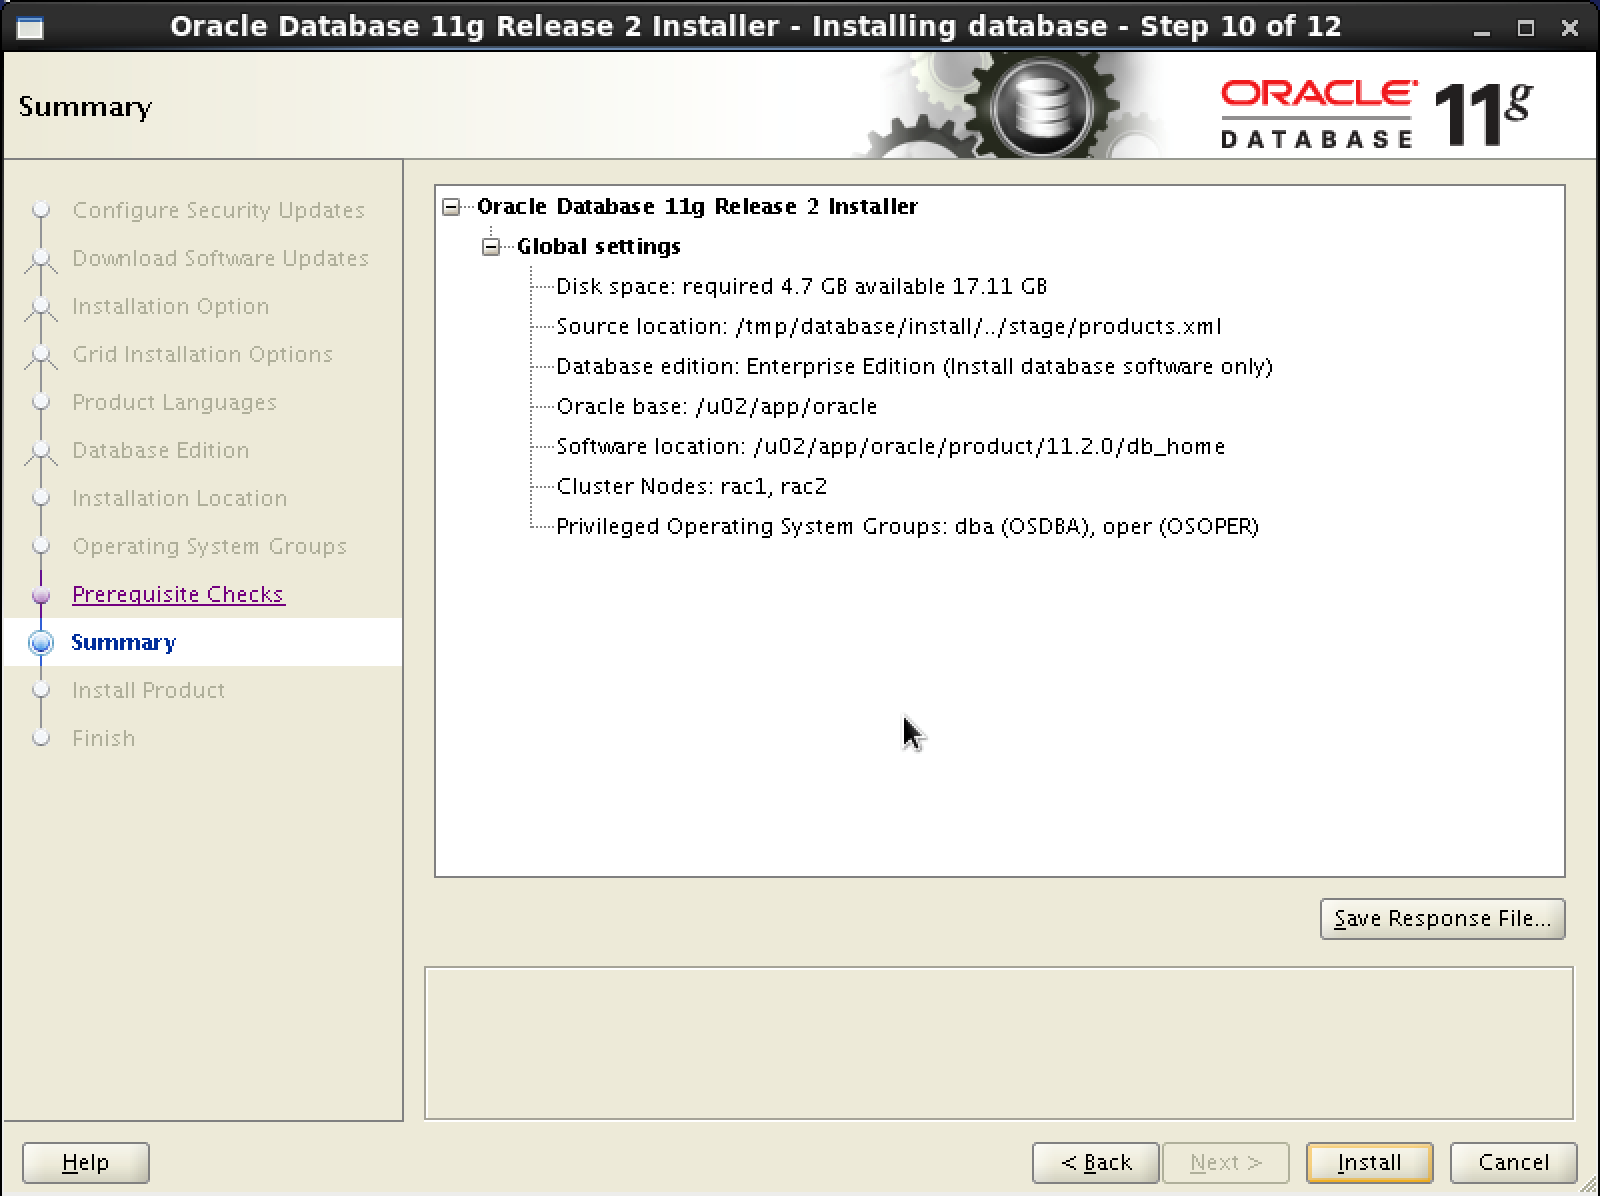 Oracle Database 11g Release 2 Installer - Installing database - Step 10 of 12
Summary
ORACLE
DATABASE
11g
Configure Security Updates
Download Software Updates
Installation Option
Grid Installation Options
Product Languages
Database Edition
Installation Location
Operating System Groups
Prerequisite Checks
Summary
Install Product
Finish
Oracle Database 11g Release 2 Installer
Global settings
Disk space: required 4.7 GB available 17.11 GB
Source location: /tmp/database/install/../stage/products.xml
Database edition: Enterprise Edition (Install database software only)
Oracle base: /u02/app/oracle
Software location: /u02/app/oracle/product/11.2.0/db_home
Cluster Nodes: rac1, rac2
Privileged Operating System Groups: dba (OSDBA), oper (OSOPER)
Save Response File...
Help
< Back
Next >
Install
Cancel